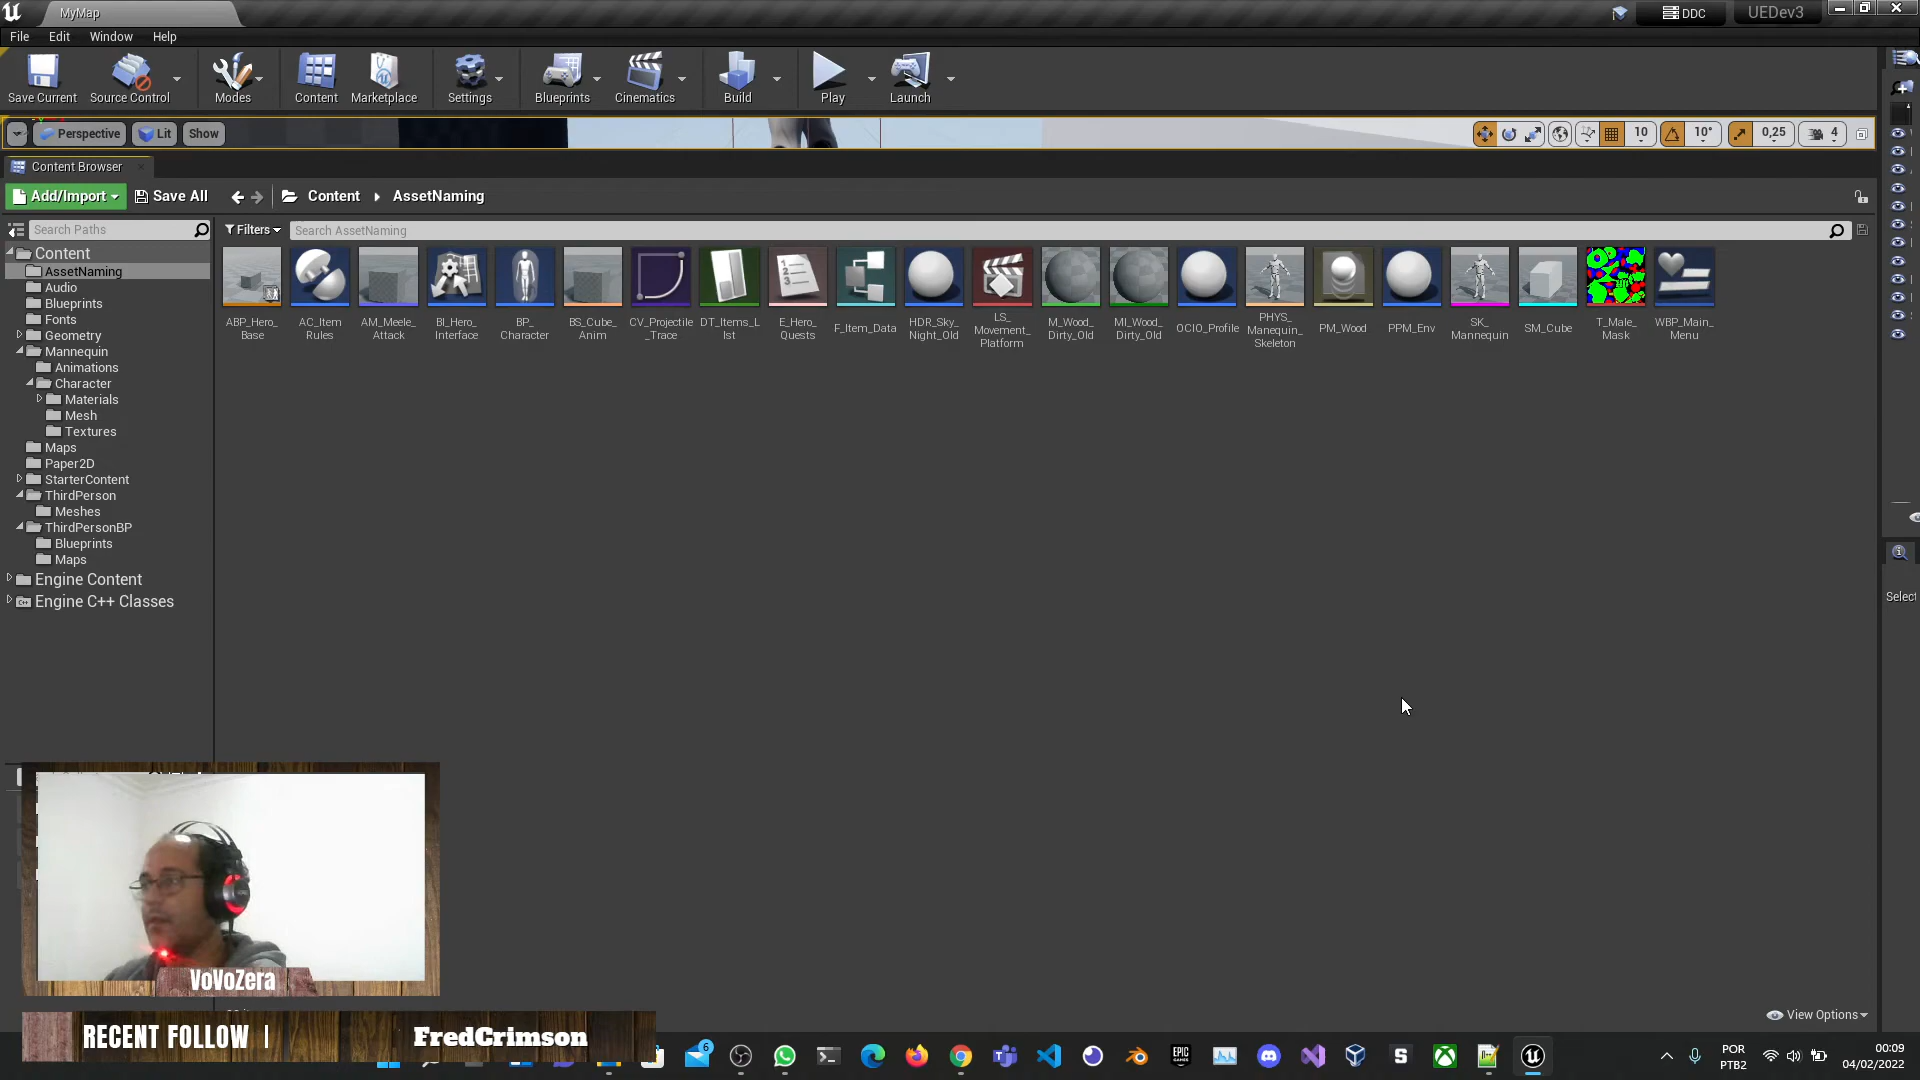 MyMap
DDC
UEDev3
File Edit Window Help
Save Current
Source Control
Modes
Content
Marketplace
Settings
Blueprints
Cinematics
Build
Play
Launch
Perspective
Lit
Show
10
10°
0,25
4
Content Browser
Add/Import
Save All
Content
AssetNaming
Search Paths
Filters
Search AssetNaming
Content
AssetNaming
Audio
Blueprints
Fonts
Geometry
Mannequin
Animations
Character
Materials
Mesh
Textures
Maps
Paper2D
StarterContent
ThirdPerson
Meshes
ThirdPersonBP
Blueprints
Maps
Engine Content
Engine C++ Classes
ABP_Hero_
Base
AC_Item
Rules
AM_Meele_
Attack
BI_Hero_
Interface
BP_
Character
BS_Cube_
Anim
CV_Projectile
_Trace
DT_Items_L
ist
E_Hero_
Quests
F_Item_Data
HDR_Sky_
Night_Old
LS_
Movement_
Platform
M_Wood_
Dirty_Old
MI_Wood_
Dirty_Old
OCIO_Profile
PHYS_
Manequin_
Skeleton
PM_Wood
PPM_Env
SK_
Mannequin
SM_Cube
T_Male_
Mask
WBP_Main_
Menu
Select
View Options
VoVoZera
RECENT FOLLOW |
FredCrimson
6
EPIC
GAMES
S
POR
PTB2
00:09
04/02/2022